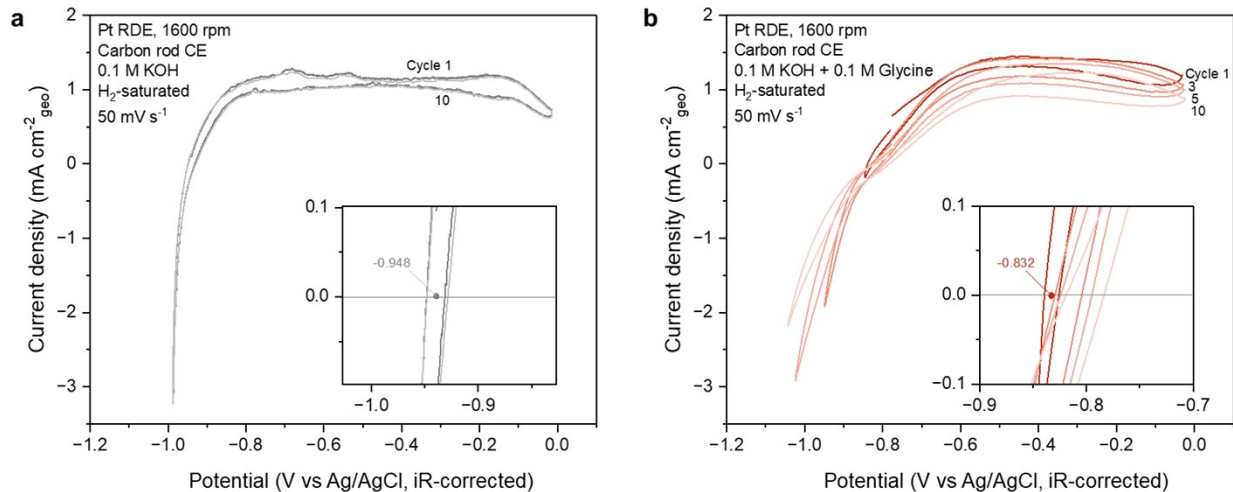 a
Pt RDE, 1600 rpm
Carbon rod CE
0.1 M KOH
H2-saturated
50 mV s−1
Cycle 1
10
Current density (mA cm−2geo)
2
1
0
−1
−2
−3
−1.2 −1.0 −0.8 −0.6 −0.4 −0.2 0.0
Potential (V vs Ag/AgCl, iR-corrected)
0.1
0.0
−0.1
-0.948
−1.0 −0.9
b
Pt RDE, 1600 rpm
Carbon rod CE
0.1 M KOH + 0.1 M Glycine
H2-saturated
50 mV s−1
Cycle 1
3
5
10
Current density (mA cm−2geo)
2
1
0
−1
−2
−3
−1.2 −1.0 −0.8 −0.6 −0.4 −0.2 0.0
Potential (V vs Ag/AgCl, iR-corrected)
0.1
0.0
−0.1
-0.832
−0.9 −0.8 −0.7